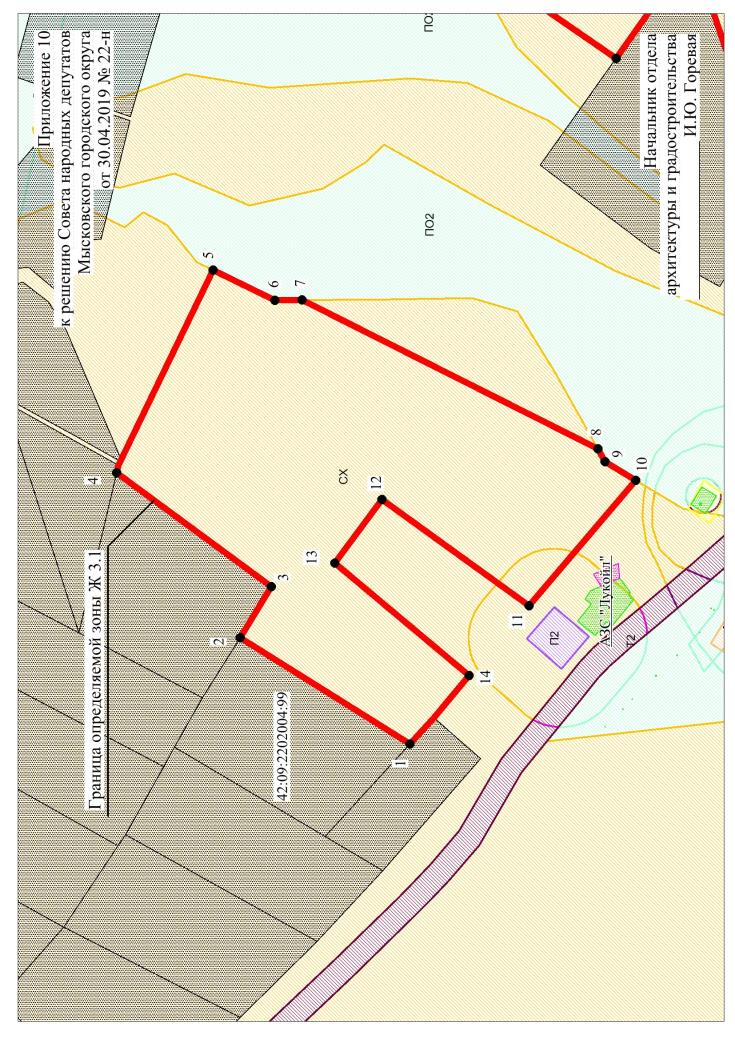 Приложение 10
к решению Совета народных депутатов
Мысковского городского округа
от 30.04.2019 № 22-н
ПО2
ПО2
5
6
7
4
СХ
12
13
3
2
8
9
10
11
14
1
Граница определяемой зоны Ж 3.1
42:09:2202004:99
П2
АЗС "Лукойл"
Т2
Начальник отдела
архитектуры и градостроительства
И.Ю. Горевая